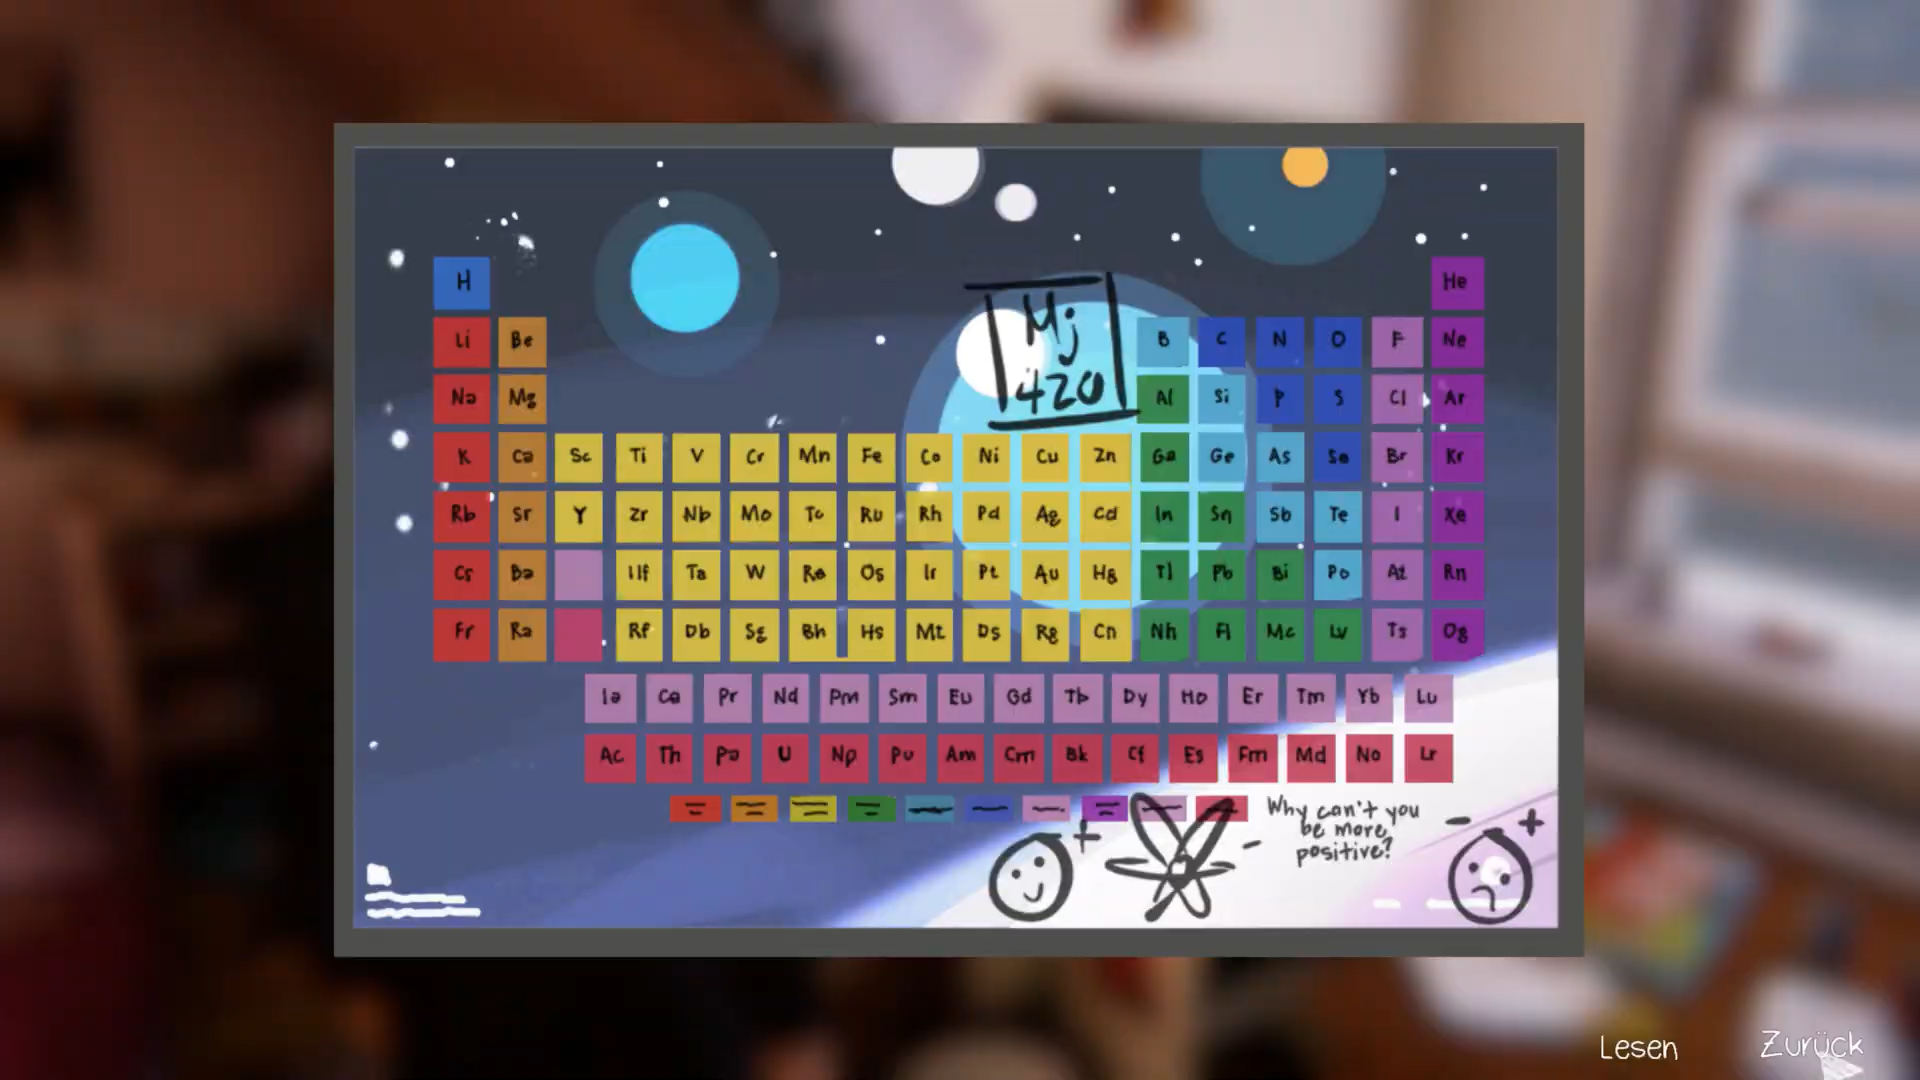 Mj
420
H He
Li Be B C N O F Ne
Na Mg Al Si P S Cl Ar
K Ca Sc Ti V Cr Mn Fe Co Ni Cu Zn Ga Ge As Se Br Kr
Rb Sr Y Zr Nb Mo Tc Ru Rh Pd Ag Cd In Sn Sb Te I Xe
Cs Ba Hf Ta W Re Os Ir Pt Au Hg Tl Pb Bi Po At Rn
Fr Ra Rf Db Sg Bh Hs Mt Ds Rg Cn Nh Fl Mc Lv Ts Og
la Ce Pr Nd Pm Sm Eu Gd Tb Dy Ho Er Tm Yb Lu
Ac Th Pa U Np Pu Am Cm Bk Cf Es Fm Md No Lr
Why can't you
be more
positive?
+ - - +
Lesen Zurück